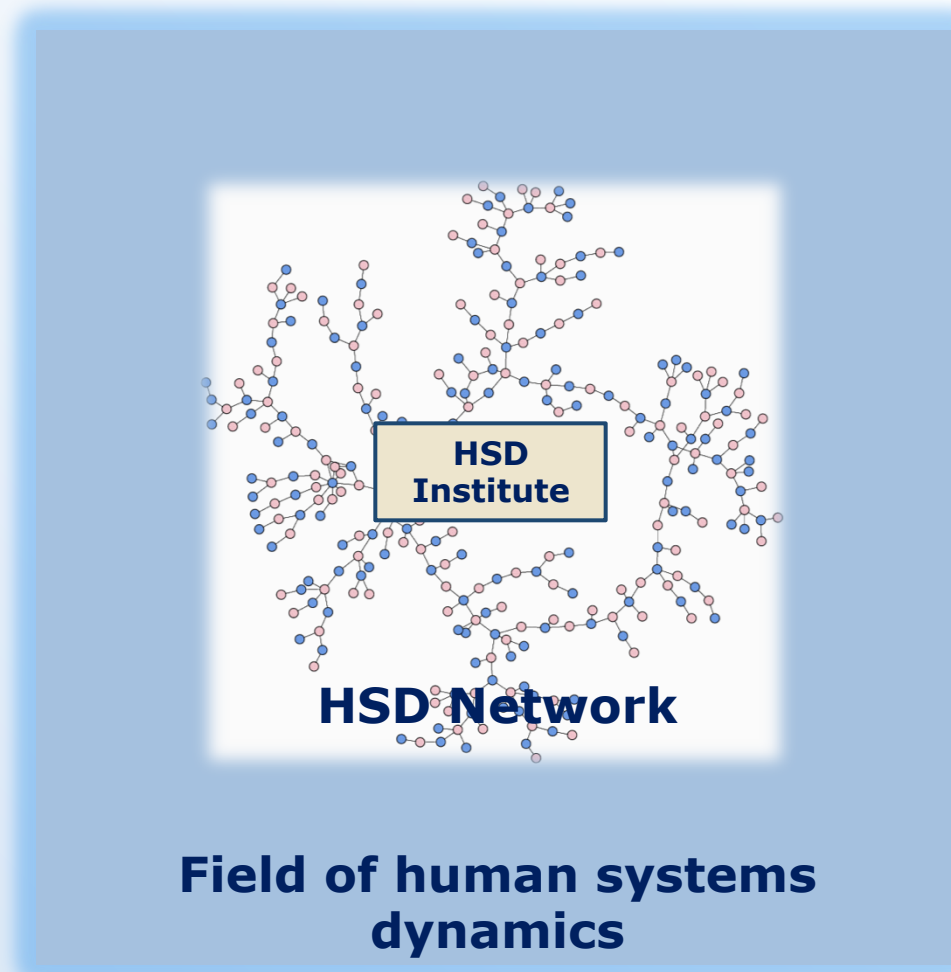 HSD
Institute
HSD Network
Field of human systems
dynamics